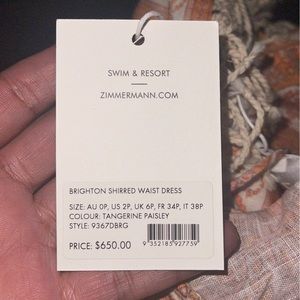 SWIM & RESORT
ZIMMERMANN.COM
BRIGHTON SHIRRED WAIST DRESS
SIZE: AU 0P, US 2P, UK 6P, FR 34P, IT 38P
COLOUR: TANGERINE PAISLEY
STYLE: 9367DBRG
PRICE: $650.00
9 352185 927759